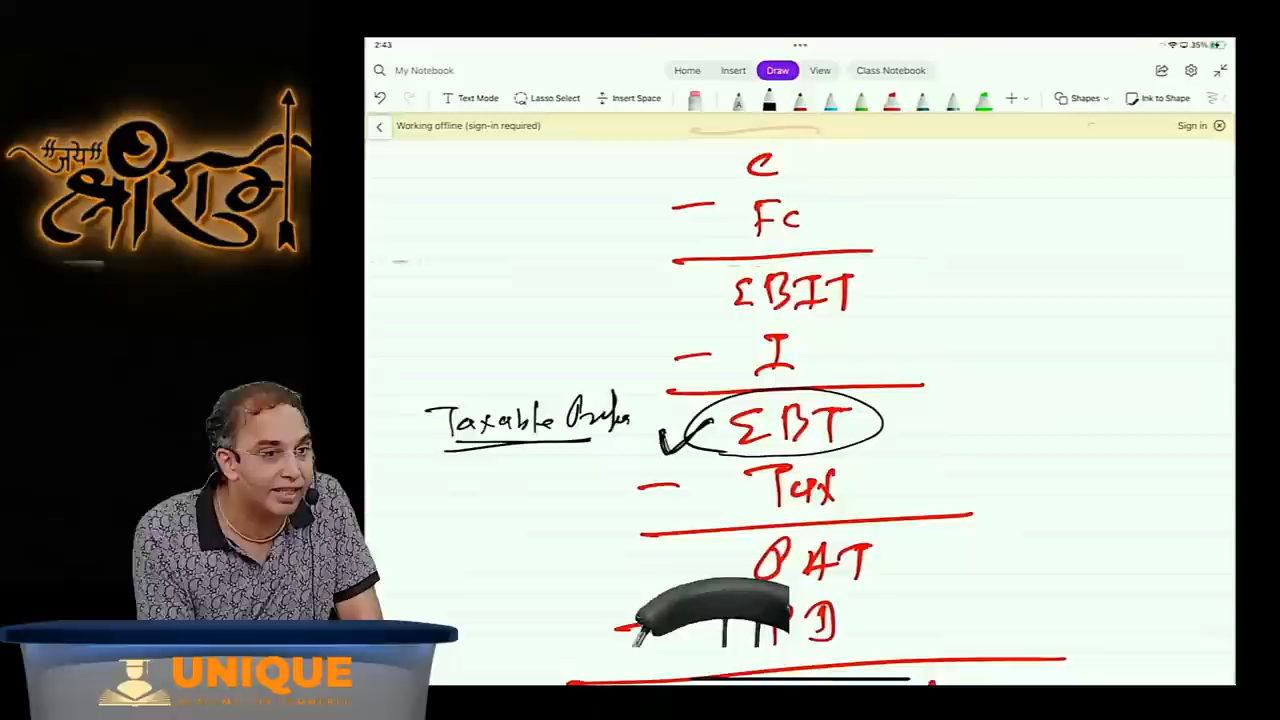 2:43
35%
My Notebook
Home Insert Draw View Class Notebook
Text Mode Lasso Select Insert Space Shapes Ink to Shape
Working offline (sign-in required) Sign in
"जय"
श्रीराम
C
— Fc
EBIT
— I
Taxable EBT
— Tax
PAT
D
UNIQUE